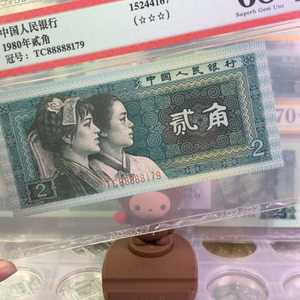 中国人民银行
1980年贰角
冠号：TC88888179
15244167
(☆☆☆)
Superb Gem Unc
中国人民银行
贰角
2
TC88888179
2
70